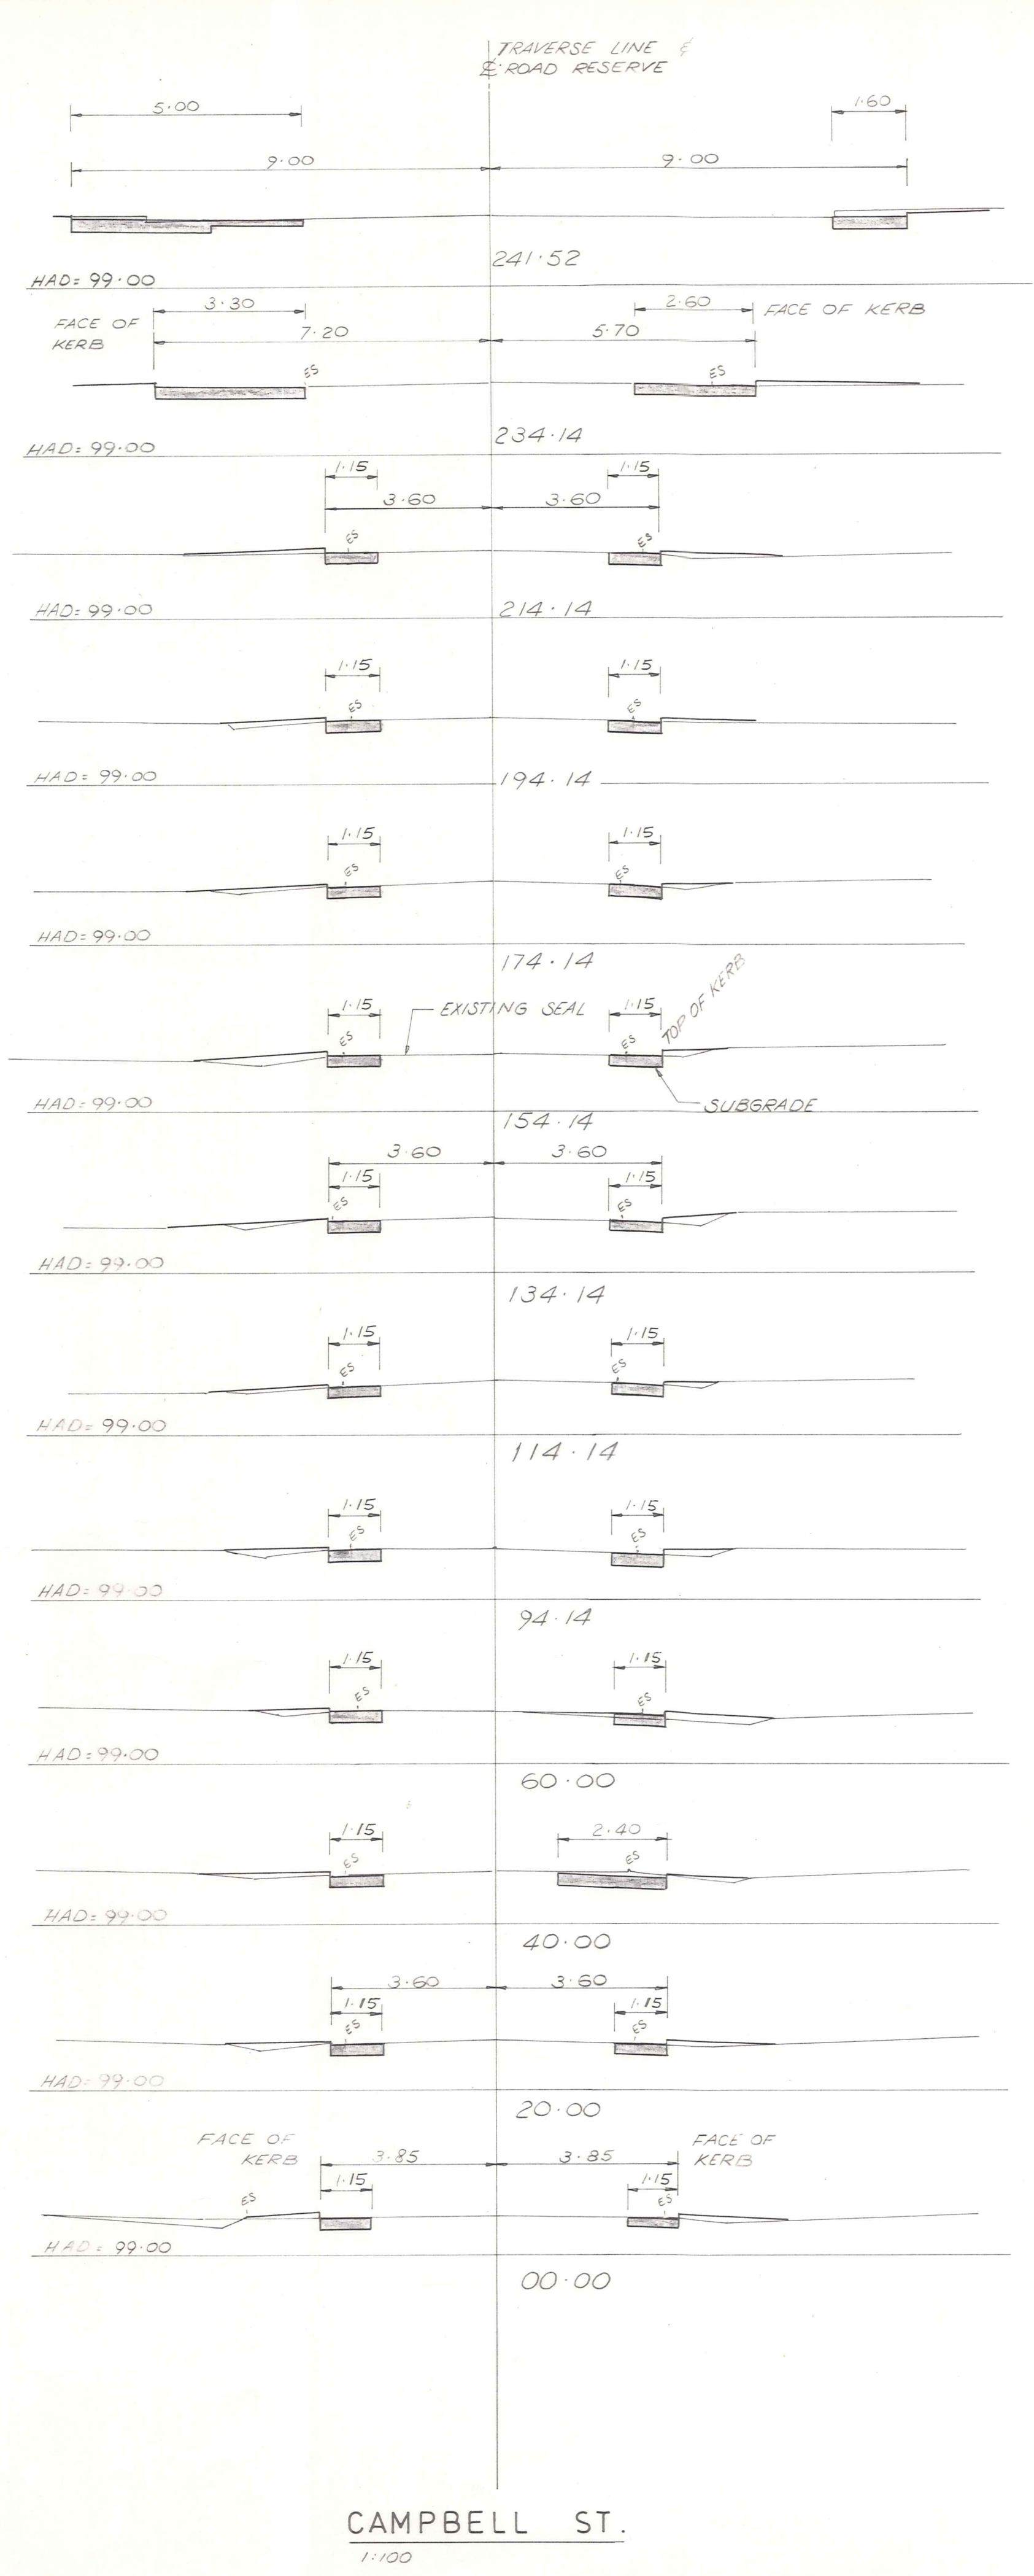 TRAVERSE LINE &
℄ ROAD RESERVE
5·00
1·60
9·00
9·00
241·52
HAD= 99·00
3·30
2·60
FACE OF KERB
FACE OF
KERB
7·20
5·70
ES
ES
234·14
HAD= 99·00
1·15
1·15
3·60
3·60
ES
ES
HAD= 99·00
214·14
1·15
1·15
ES
ES
HAD= 99·00
194·14
1·15
1·15
ES
ES
HAD= 99·00
174·14
1·15
EXISTING SEAL
1·15
TOP OF KERB
ES
ES
HAD= 99·00
SUBGRADE
154·14
3·60
3·60
1·15
1·15
ES
ES
HAD= 99·00
134·14
1·15
1·15
ES
ES
HAD= 99·00
114·14
1·15
1·15
ES
ES
HAD= 99·00
94·14
1·15
1·15
ES
ES
HAD= 99·00
60·00
1·15
2·40
ES
ES
HAD= 99·00
40·00
3·60
3·60
1·15
1·15
ES
ES
HAD= 99·00
20·00
FACE OF
KERB
3·85
3·85
FACE OF
KERB
1·15
1·15
ES
ES
HAD= 99·00
00·00
CAMPBELL ST.
1:100